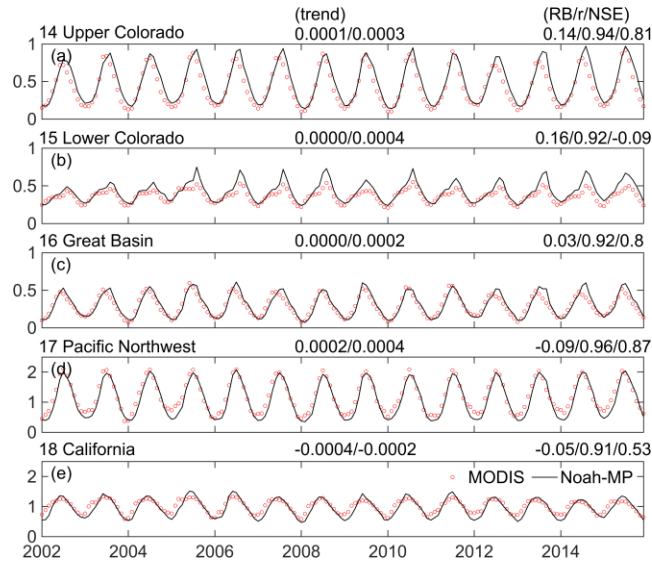 (trend) (RB/r/NSE)
14 Upper Colorado 0.0001/0.0003 0.14/0.94/0.81
1
(a)
0.5
0
15 Lower Colorado 0.0000/0.0004 0.16/0.92/-0.09
1
(b)
0.5
0
16 Great Basin 0.0000/0.0002 0.03/0.92/0.8
1
(c)
0.5
0
17 Pacific Northwest 0.0002/0.0004 -0.09/0.96/0.87
(d)
2
1
0
18 California -0.0004/-0.0002 -0.05/0.91/0.53
(e)
2 MODIS Noah-MP
1
0
2002 2004 2006 2008 2010 2012 2014